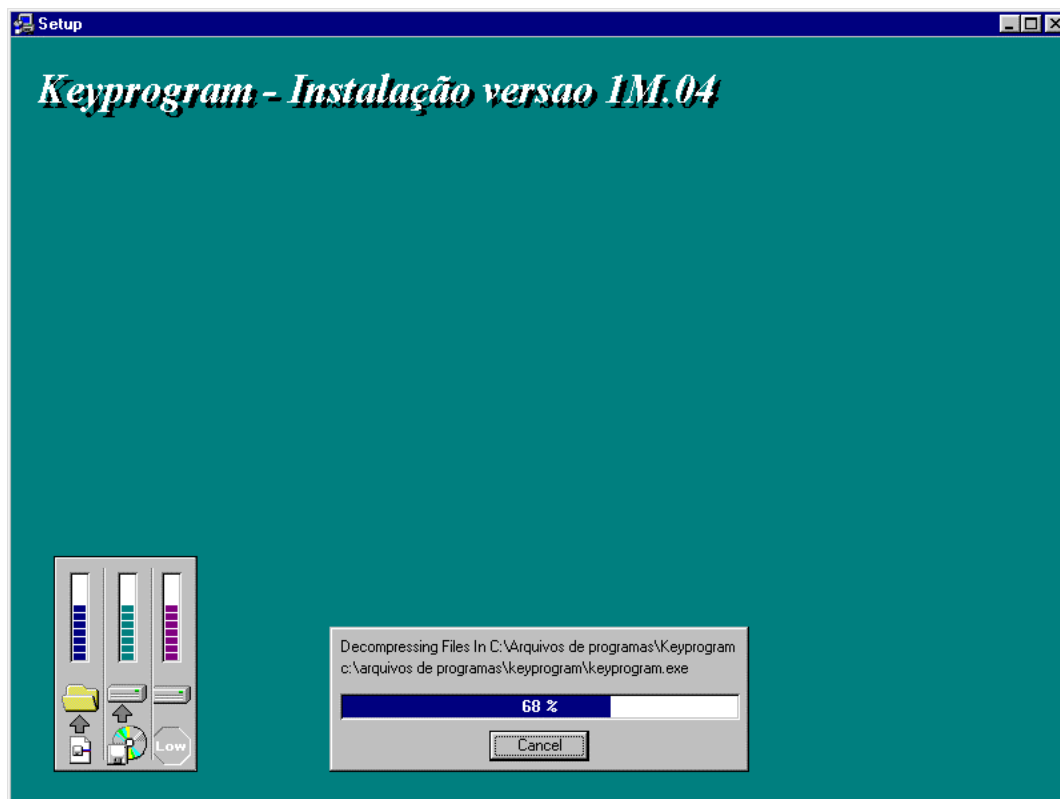 Setup
Keyprogram - Instalação versao 1M.04
Low
Decompressing Files In C:\Arquivos de programas\Keyprogram
c:\arquivos de programas\keyprogram\keyprogram.exe
68 %
Cancel